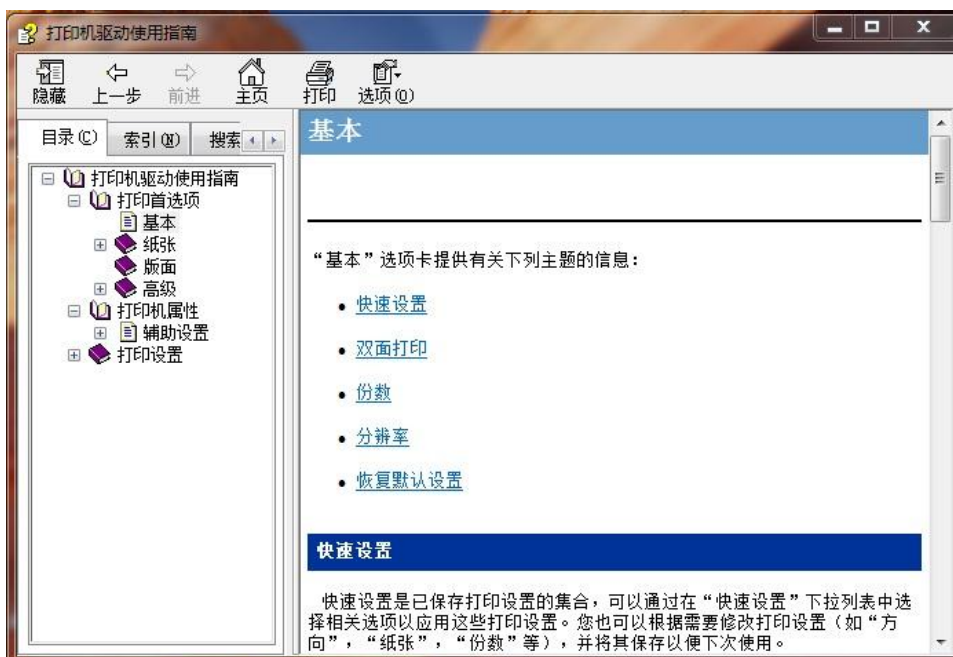 打印机驱动使用指南
隐藏 上一步 前进 主页 打印 选项(O)
目录(C) 索引(N) 搜索
打印机驱动使用指南
打印首选项
基本
纸张
版面
高级
打印机属性
辅助设置
打印设置
基本
“基本”选项卡提供有关下列主题的信息：
• 快速设置
• 双面打印
• 份数
• 分辨率
• 恢复默认设置
快速设置
快速设置是已保存打印设置的集合，可以通过在“快速设置”下拉列表中选
择相关选项以应用这些打印设置。您也可以根据需要修改打印设置（如“方
向”，“纸张”，“份数”等），并将其保存以便下次使用。